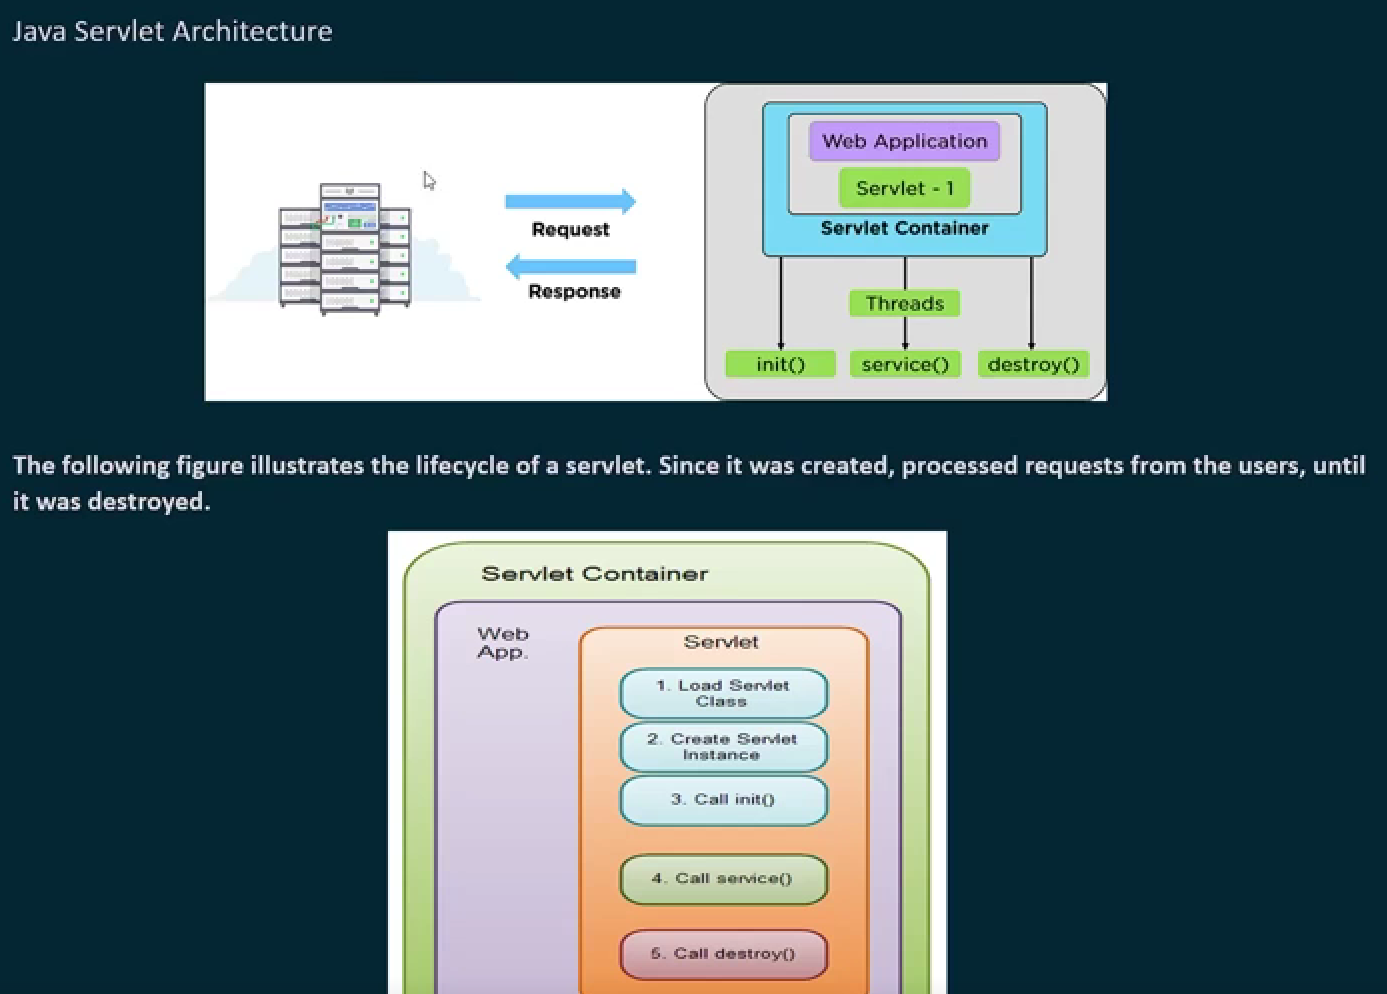 Java Servlet Architecture
Web Application
Servlet - 1
Servlet Container
Request
Response
Threads
init()
service()
destroy()
The following figure illustrates the lifecycle of a servlet. Since it was created, processed requests from the users, until
it was destroyed.
Servlet Container
Web
App.
Servlet
1. Load Servlet
Class
2. Create Servlet
Instance
3. Call init()
4. Call service()
5. Call destroy()